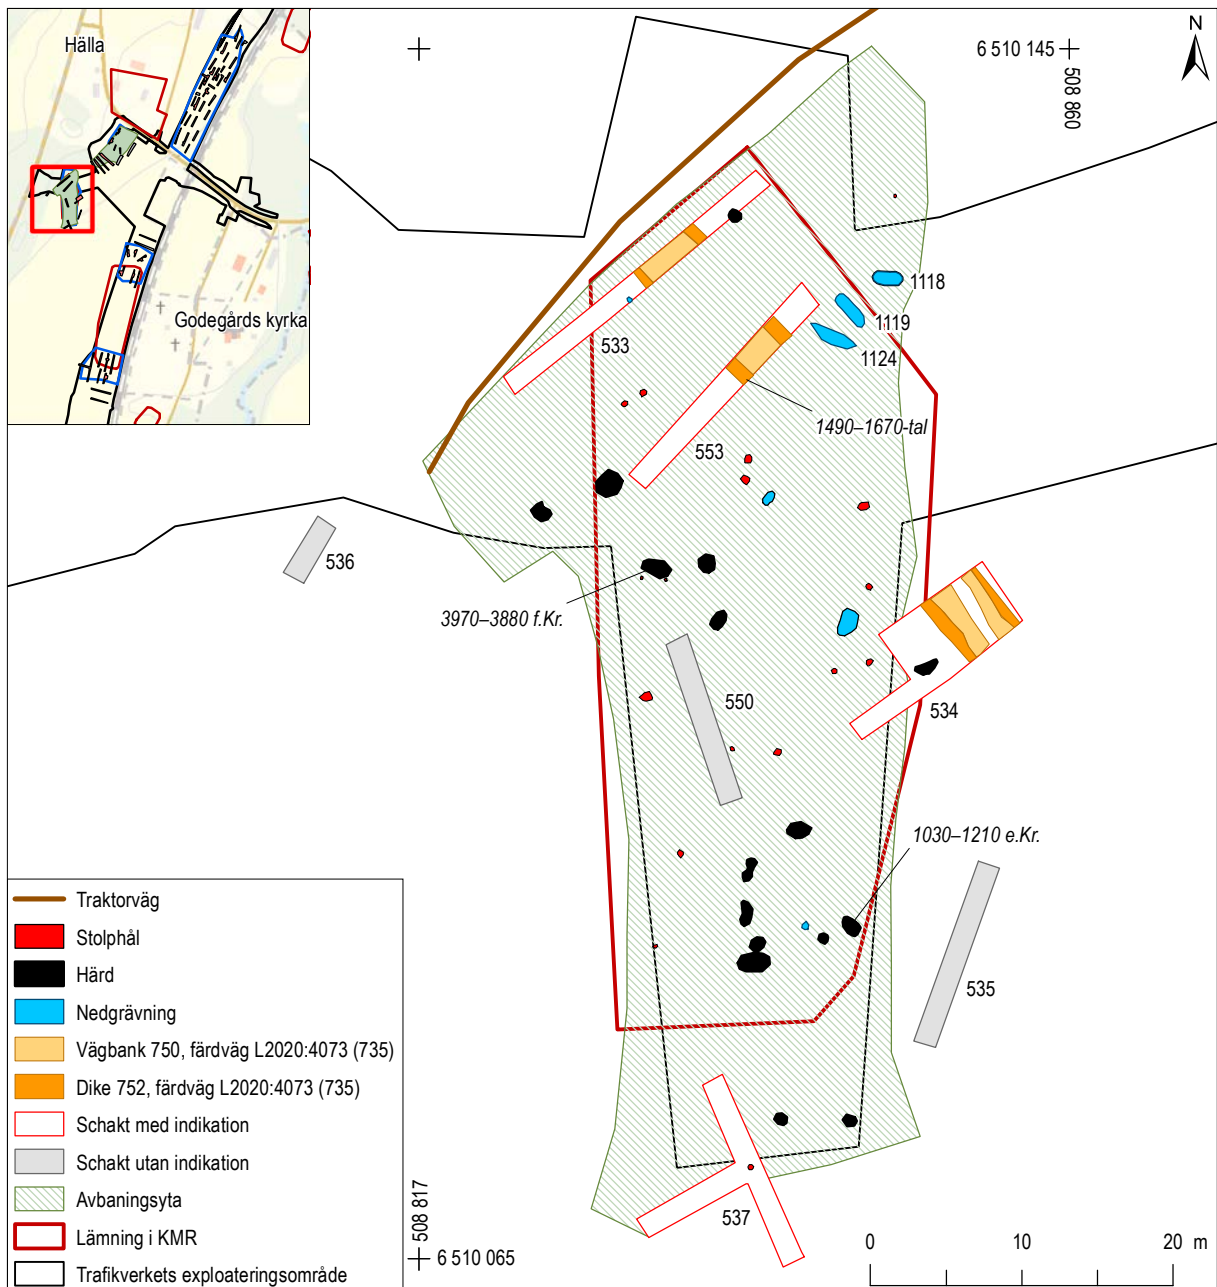 Hälla
Godegårds kyrka
6 510 145
508 860
N
1118
1119
1124
533
1490–1670-tal
553
536
3970–3880 f.Kr.
550
534
1030–1210 e.Kr.
535
537
508 817
6 510 065
Traktorväg
Stolphål
Härd
Nedgrävning
Vägbank 750, färdväg L2020:4073 (735)
Dike 752, färdväg L2020:4073 (735)
Schakt med indikation
Schakt utan indikation
Avbaningsyta
Lämning i KMR
Trafikverkets exploateringsområde
0 10 20 m